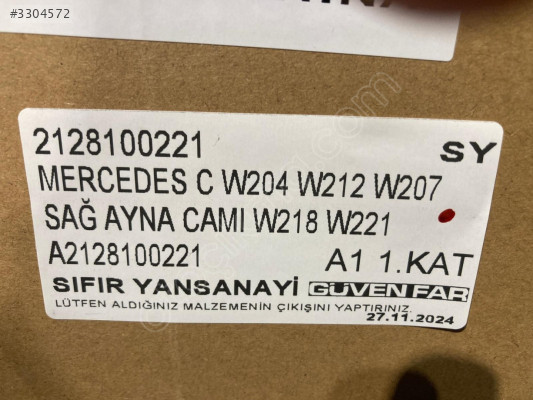 #3304572
2128100221 SY
MERCEDES C W204 W212 W207
SAĞ AYNA CAMI W218 W221
A2128100221 A1 1.KAT
SIFIR YANSANAYİ GÜVEN FAR
LÜTFEN ALDIĞINIZ MALZEMENİN ÇIKIŞINI YAPTIRINIZ.
27.11.2024